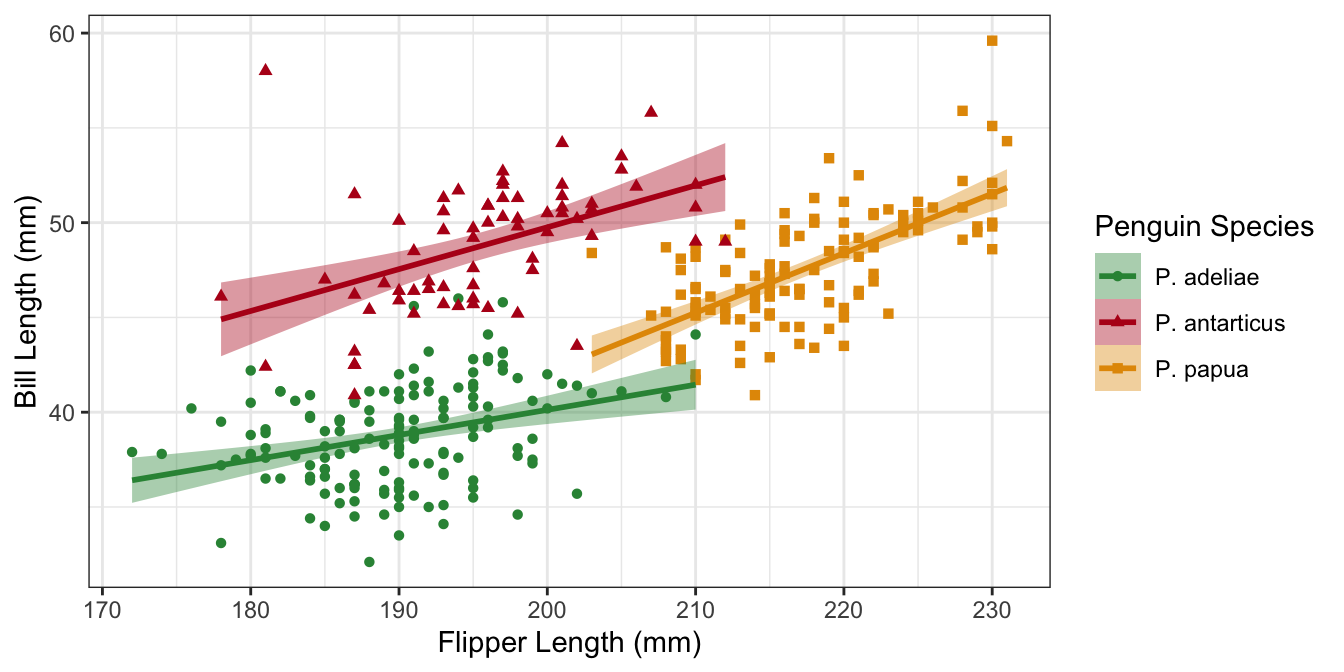 60
50
40
Bill Length (mm)
170 180 190 200 210 220 230
Flipper Length (mm)
Penguin Species
P. adeliae
P. antarticus
P. papua